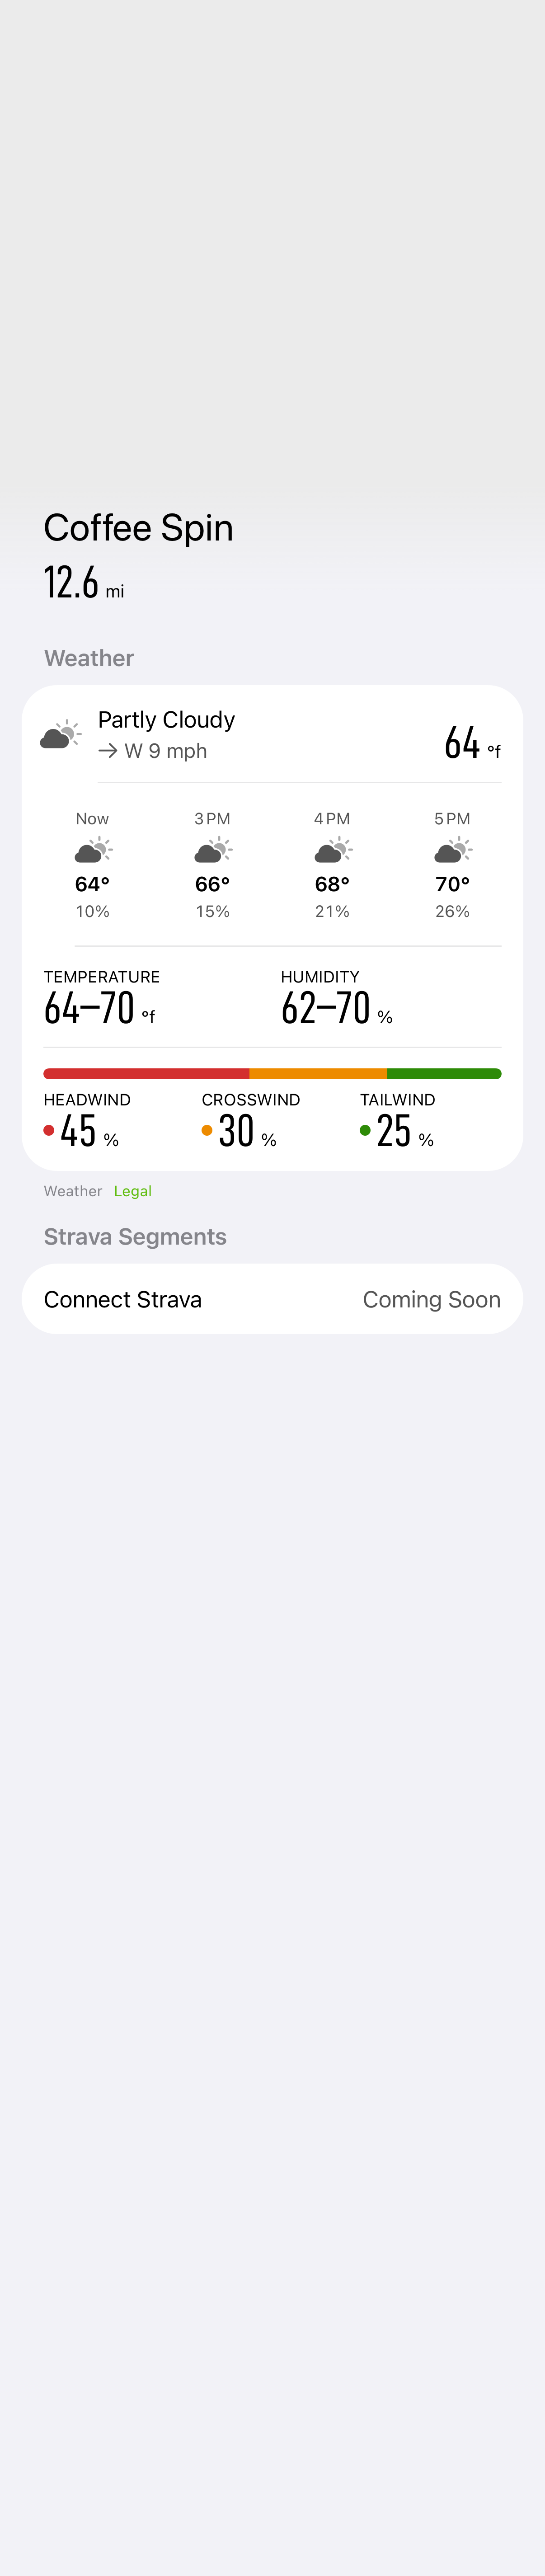 Coffee Spin
12.6 mi
Weather
Partly Cloudy
→ W 9 mph
64 °f
Now 3 PM 4 PM 5 PM
64° 66° 68° 70°
10% 15% 21% 26%
TEMPERATURE HUMIDITY
64–70 °f 62–70 %
HEADWIND CROSSWIND TAILWIND
45 % 30 % 25 %
Weather Legal
Strava Segments
Connect Strava Coming Soon